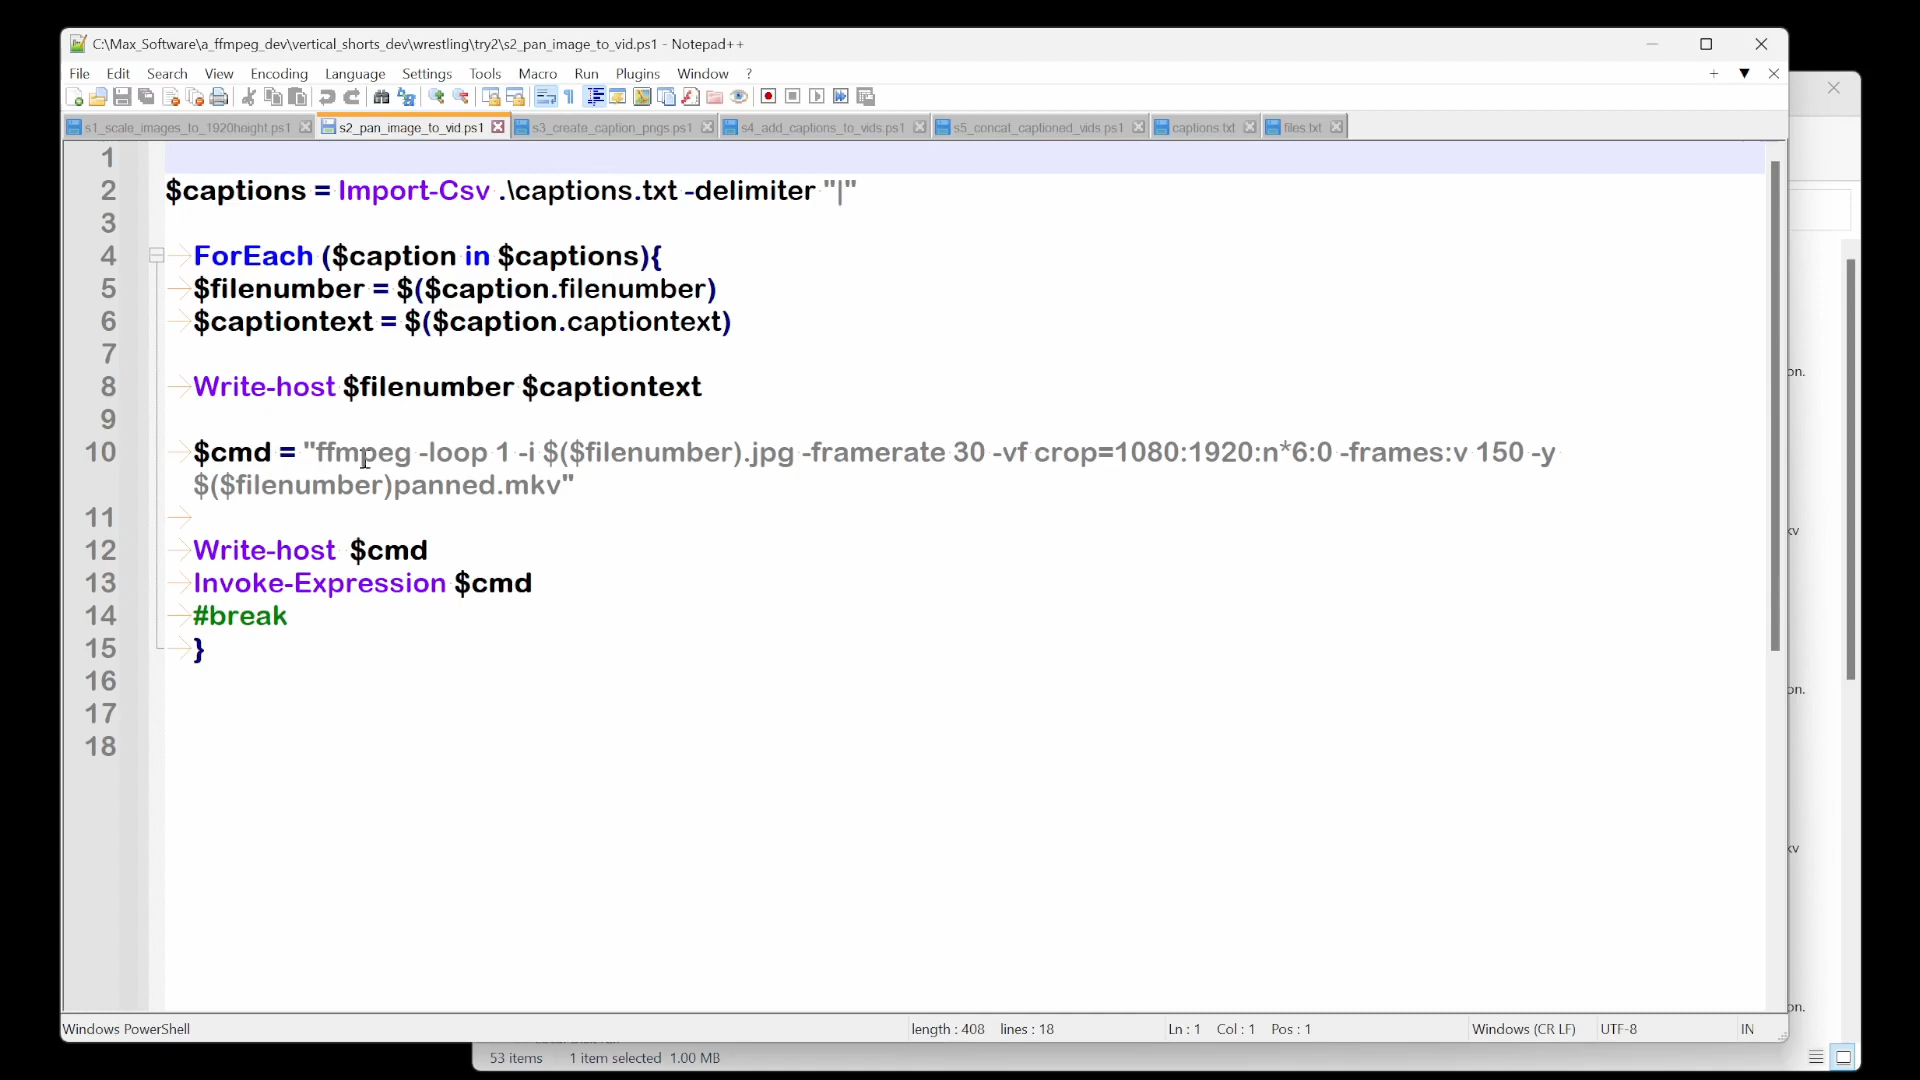 C:\Max_Software\a_ffmpeg_dev\vertical_shorts_dev\wrestling\try2\s2_pan_image_to_vid.ps1 - Notepad++
File Edit Search View Encoding Language Settings Tools Macro Run Plugins Window ?
s1_scale_images_to_1920height.ps1 s2_pan_image_to_vid.ps1 s3_create_caption_pngs.ps1 s4_add_captions_to_vids.ps1 s5_concat_captioned_vids.ps1 captions.txt files.txt
1
2 $captions = Import-Csv .\captions.txt -delimiter "|"
3
4 ForEach ($caption in $captions){
5 $filenumber = $($caption.filenumber)
6 $captiontext = $($caption.captiontext)
7
8 Write-host $filenumber $captiontext
9
10 $cmd = "ffmpeg -loop 1 -i $($filenumber).jpg -framerate 30 -vf crop=1080:1920:n*6:0 -frames:v 150 -y
$($filenumber)panned.mkv"
11
12 Write-host $cmd
13 Invoke-Expression $cmd
14 #break
15 }
16
17
18
on.
kv
on.
kv
on.
Windows PowerShell length : 408 lines : 18 Ln : 1 Col : 1 Pos : 1 Windows (CR LF) UTF-8 IN
53 items 1 item selected 1.00 MB